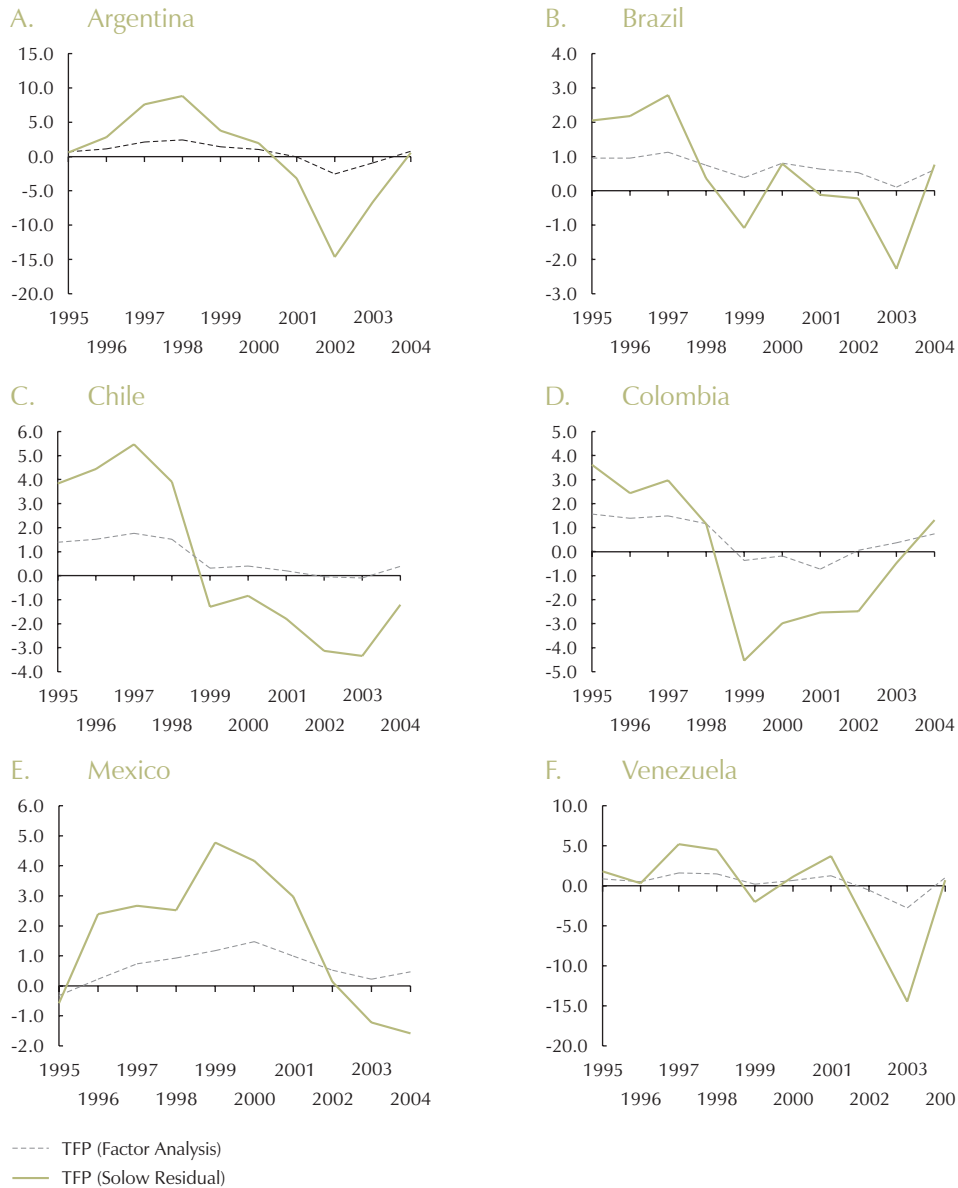 A. Argentina
15.0
10.0
5.0
0.0
-5.0
-10.0
-15.0
-20.0
1995 1997 1999 2001 2003
1996 1998 2000 2002 2004
B. Brazil
4.0
3.0
2.0
1.0
0.0
-1.0
-2.0
-3.0
1995 1997 1999 2001 2003
1996 1998 2000 2002 2004
C. Chile
6.0
5.0
4.0
3.0
2.0
1.0
0.0
-1.0
-2.0
-3.0
-4.0
1995 1997 1999 2001 2003
1996 1998 2000 2002 2004
D. Colombia
5.0
4.0
3.0
2.0
1.0
0.0
-1.0
-2.0
-3.0
-4.0
-5.0
1995 1997 1999 2001 2003
1996 1998 2000 2002 2004
E. Mexico
6.0
5.0
4.0
3.0
2.0
1.0
0.0
-1.0
-2.0
1995 1997 1999 2001 2003
1996 1998 2000 2002 2004
F. Venezuela
10.0
5.0
0.0
-5.0
-10.0
-15.0
-20.0
1995 1997 1999 2001 2003
1996 1998 2000 2002 200
TFP (Factor Analysis)
TFP (Solow Residual)